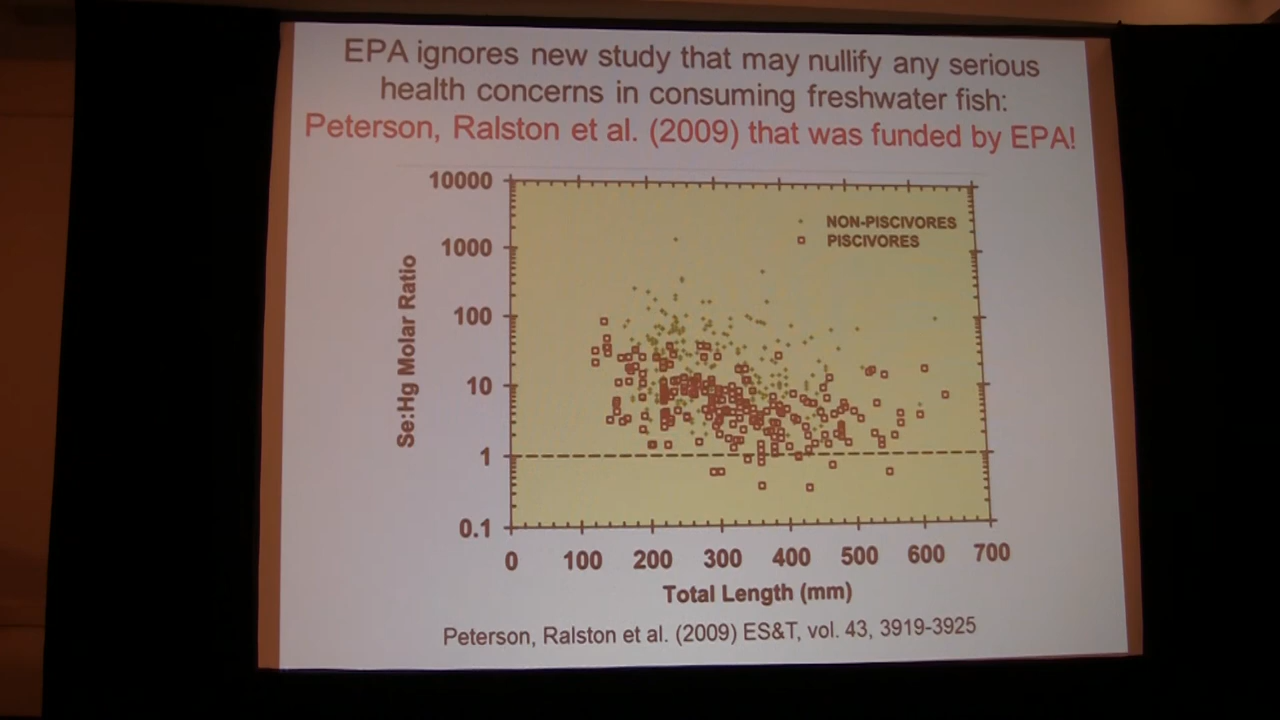 EPA ignores new study that may nullify any serious
health concerns in consuming freshwater fish:
Peterson, Ralston et al. (2009) that was funded by EPA!
10000
1000
100
10
1
0.1
Se:Hg Molar Ratio
NON-PISCIVORES
PISCIVORES
0 100 200 300 400 500 600 700
Total Length (mm)
Peterson, Ralston et al. (2009) ES&T, vol. 43, 3919-3925